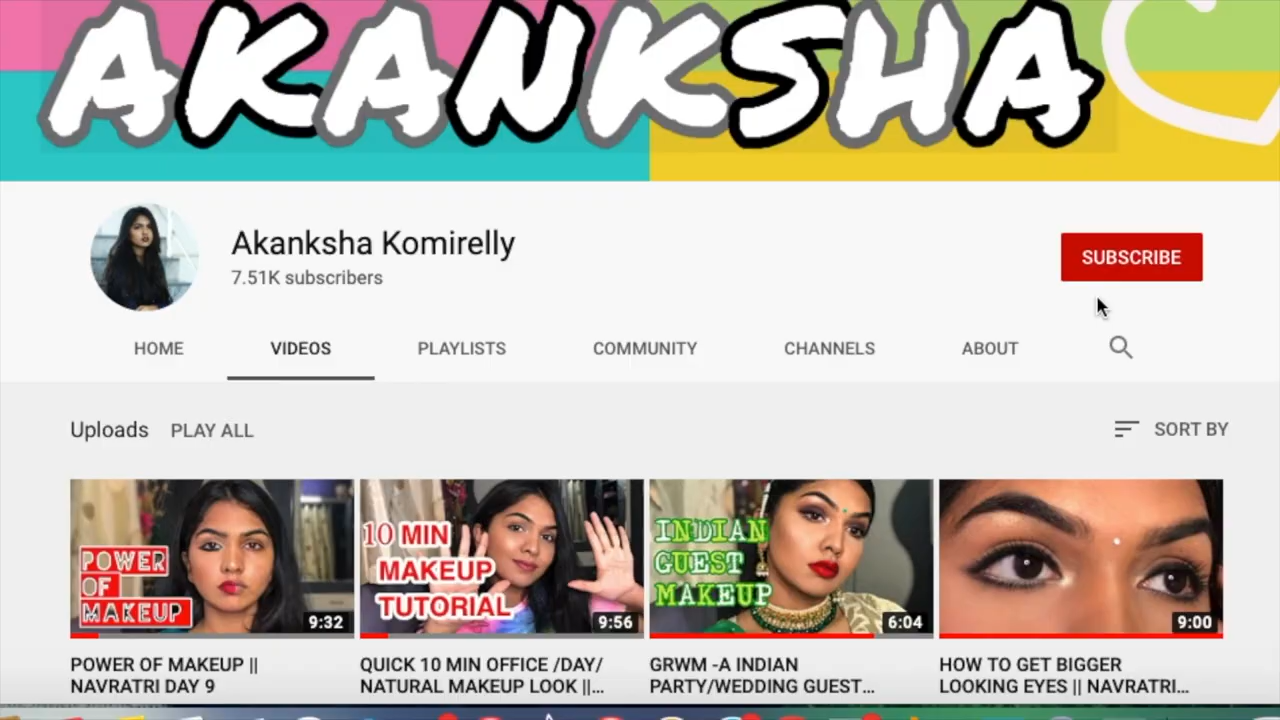 AKANKSHA
Akanksha Komirelly
7.51K subscribers
SUBSCRIBE
HOME VIDEOS PLAYLISTS COMMUNITY CHANNELS ABOUT
Uploads PLAY ALL SORT BY
POWER
OF
MAKEUP
9:32
10 MIN
MAKEUP
TUTORIAL
9:56
INDIAN
GUEST
MAKEUP
6:04
9:00
POWER OF MAKEUP ||
NAVRATRI DAY 9
QUICK 10 MIN OFFICE /DAY/
NATURAL MAKEUP LOOK ||...
GRWM -A INDIAN
PARTY/WEDDING GUEST...
HOW TO GET BIGGER
LOOKING EYES || NAVRATRI...